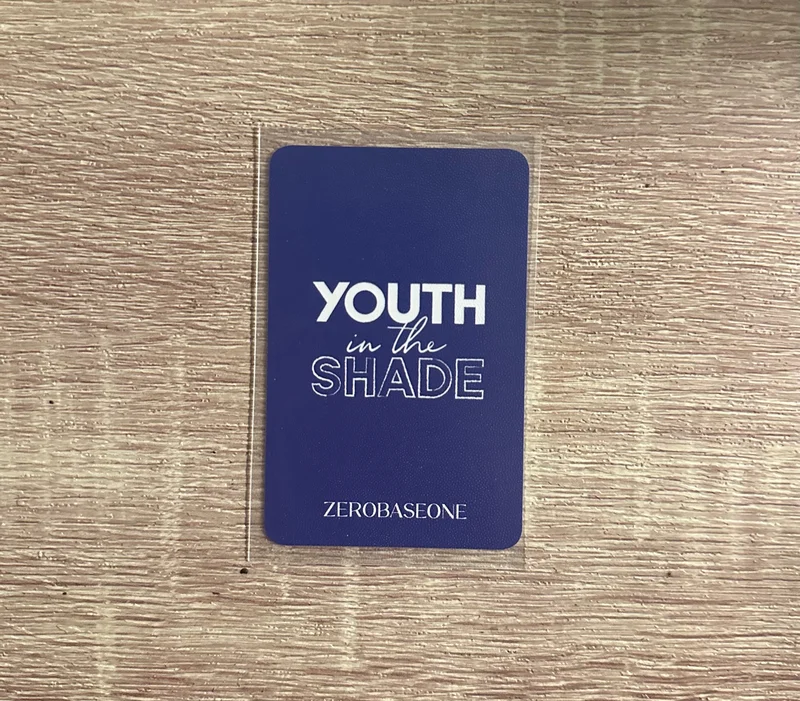 YOUTH
in the
SHADE
ZEROBASEONE